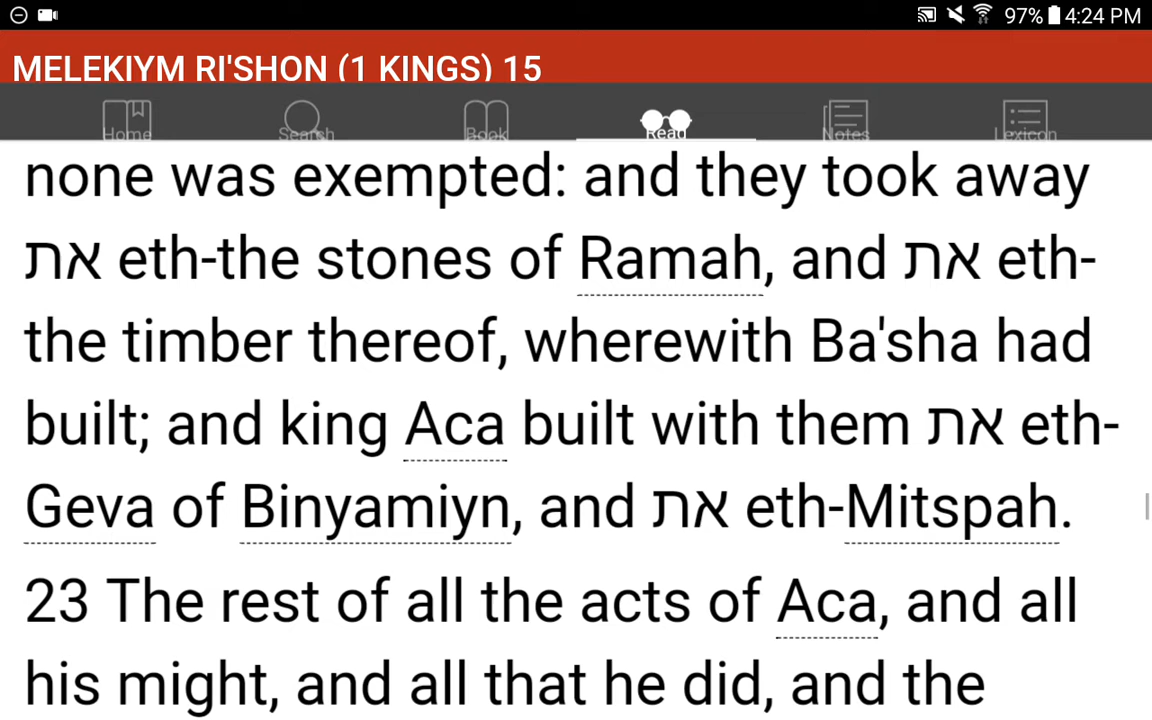 97% 4:24 PM
MELEKIYM RI'SHON (1 KINGS) 15
Home Search Book Read Notes Lexicon
none was exempted: and they took away
את eth-the stones of Ramah, and את eth-
the timber thereof, wherewith Ba'sha had
built; and king Aca built with them את eth-
Geva of Binyamiyn, and את eth-Mitspah.
23 The rest of all the acts of Aca, and all
his might, and all that he did, and the